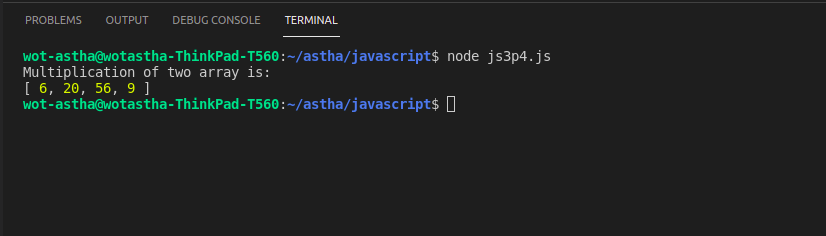 PROBLEMS OUTPUT DEBUG CONSOLE TERMINAL
wot-astha@wotastha-ThinkPad-T560:~/astha/javascript$ node js3p4.js
Multiplication of two array is:
[ 6, 20, 56, 9 ]
wot-astha@wotastha-ThinkPad-T560:~/astha/javascript$